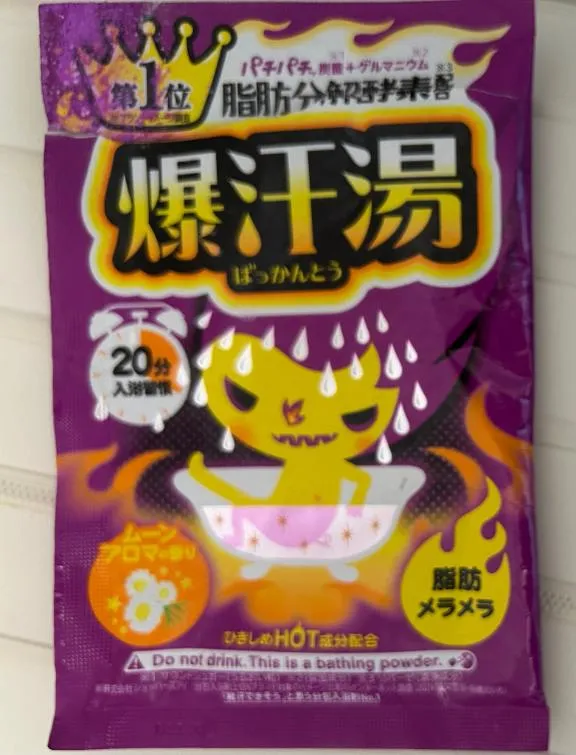 第1位
パチパチ※1炭酸+ゲルマニウム※2
脂肪分解酵素※3配合
爆汗湯
ばっかんとう
20分
入浴習慣
ムーン
アロマの香り
脂肪
メラメラ
ひきしめHOT成分配合
Do not drink. This is a bathing powder.